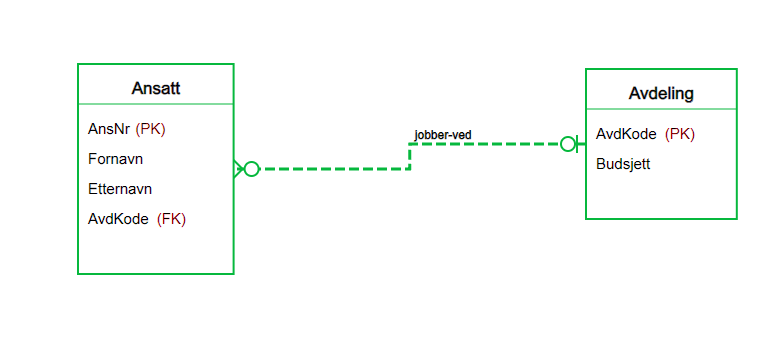 Ansatt
AnsNr (PK)
Fornavn
Etternavn
AvdKode (FK)
jobber-ved
Avdeling
AvdKode (PK)
Budsjett